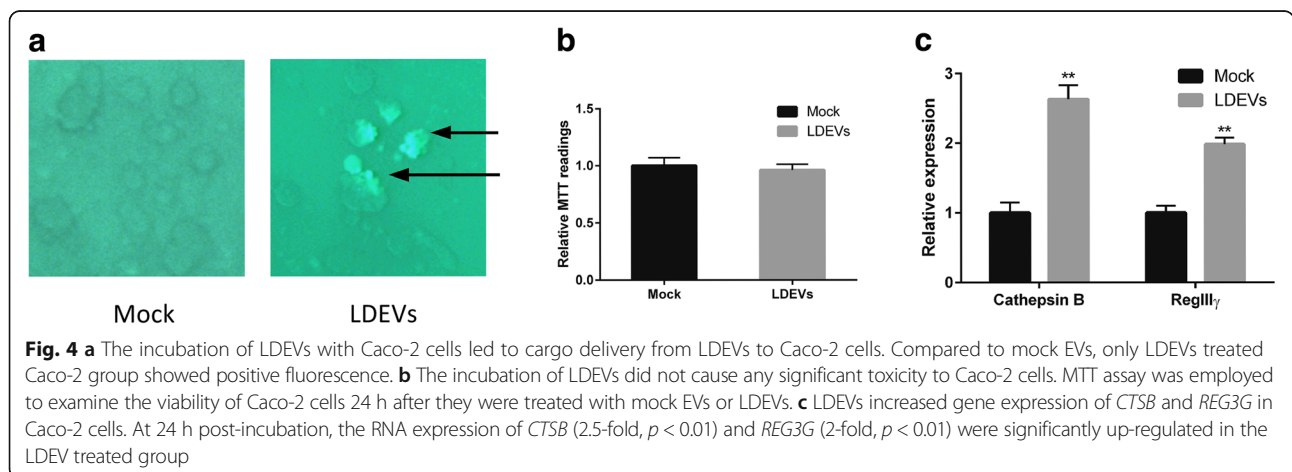 a
b
c
Mock
LDEVs
1.5
1.0
0.5
0.0
Relative MTT readings
Mock
LDEVs
Mock
LDEVs
3
2
1
0
Relative expression
**
**
Mock
LDEVs
Cathepsin B
RegIIIγ
Fig. 4 a The incubation of LDEVs with Caco-2 cells led to cargo delivery from LDEVs to Caco-2 cells. Compared to mock EVs, only LDEVs treated
Caco-2 group showed positive fluorescence. b The incubation of LDEVs did not cause any significant toxicity to Caco-2 cells. MTT assay was employed
to examine the viability of Caco-2 cells 24 h after they were treated with mock EVs or LDEVs. c LDEVs increased gene expression of CTSB and REG3G in
Caco-2 cells. At 24 h post-incubation, the RNA expression of CTSB (2.5-fold, p < 0.01) and REG3G (2-fold, p < 0.01) were significantly up-regulated in the
LDEV treated group